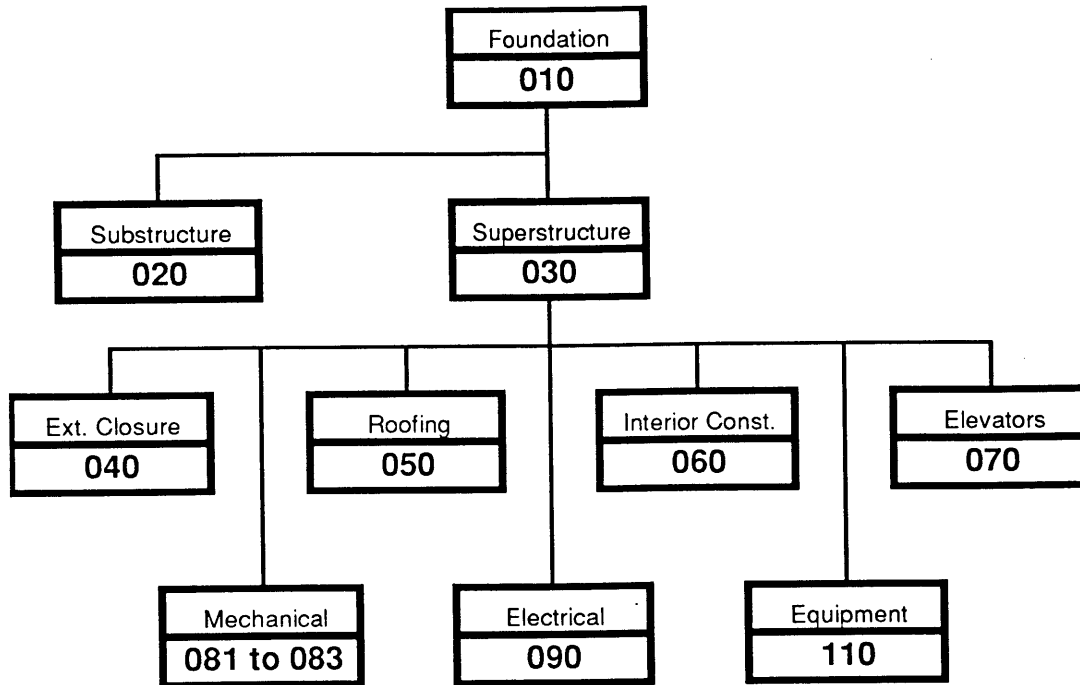 Foundation
010
Substructure
020
Superstructure
030
Ext. Closure
040
Roofing
050
Interior Const.
060
Elevators
070
Mechanical
081 to 083
Electrical
090
Equipment
110